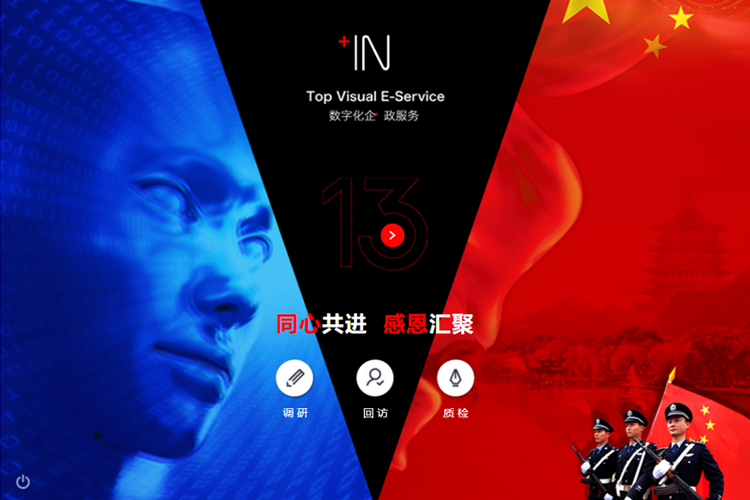 +IN
Top Visual E-Service
数字化企+政服务
13
同心共进 感恩汇聚
调研 回访 质检